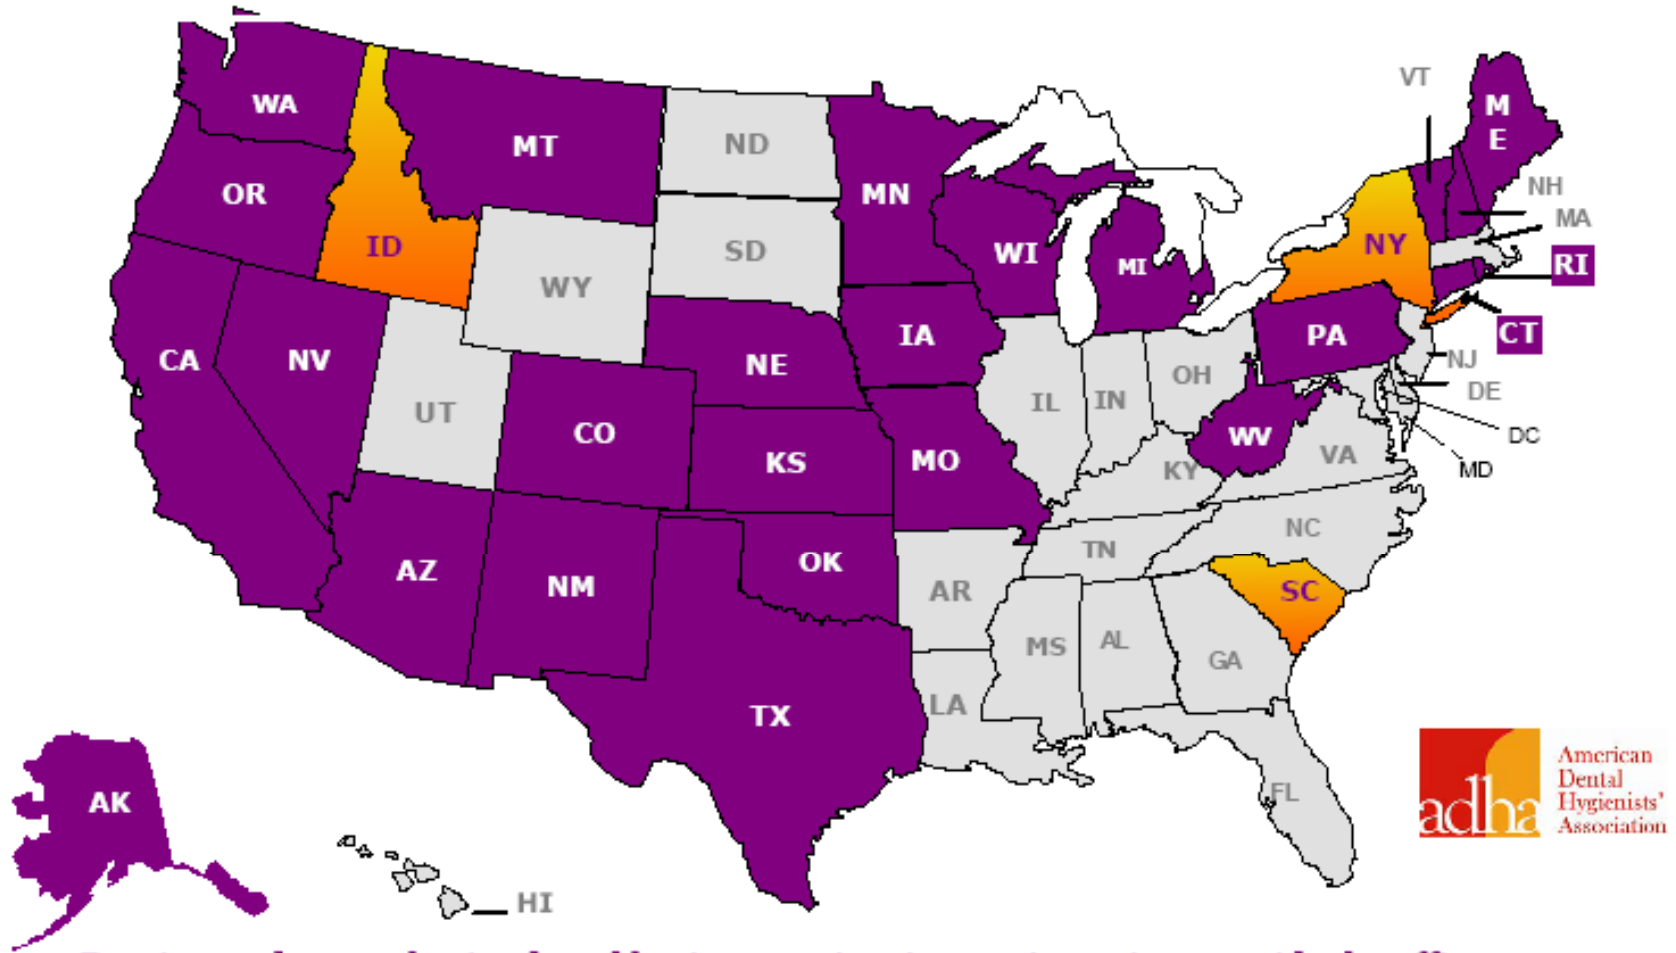 VT
WA
M
E
MT
ND
OR
MN
NH
MA
ID
SD
WI
MI
NY
RI
WY
IA
PA
CT
CA
NV
NE
NJ
UT
CO
IL
IN
OH
DE
KS
MO
WV
VA
DC
KY
MD
AZ
NM
OK
TN
NC
AR
SC
MS
AL
GA
TX
LA
FL
AK
HI
adha
American
Dental
Hygienists'
Association